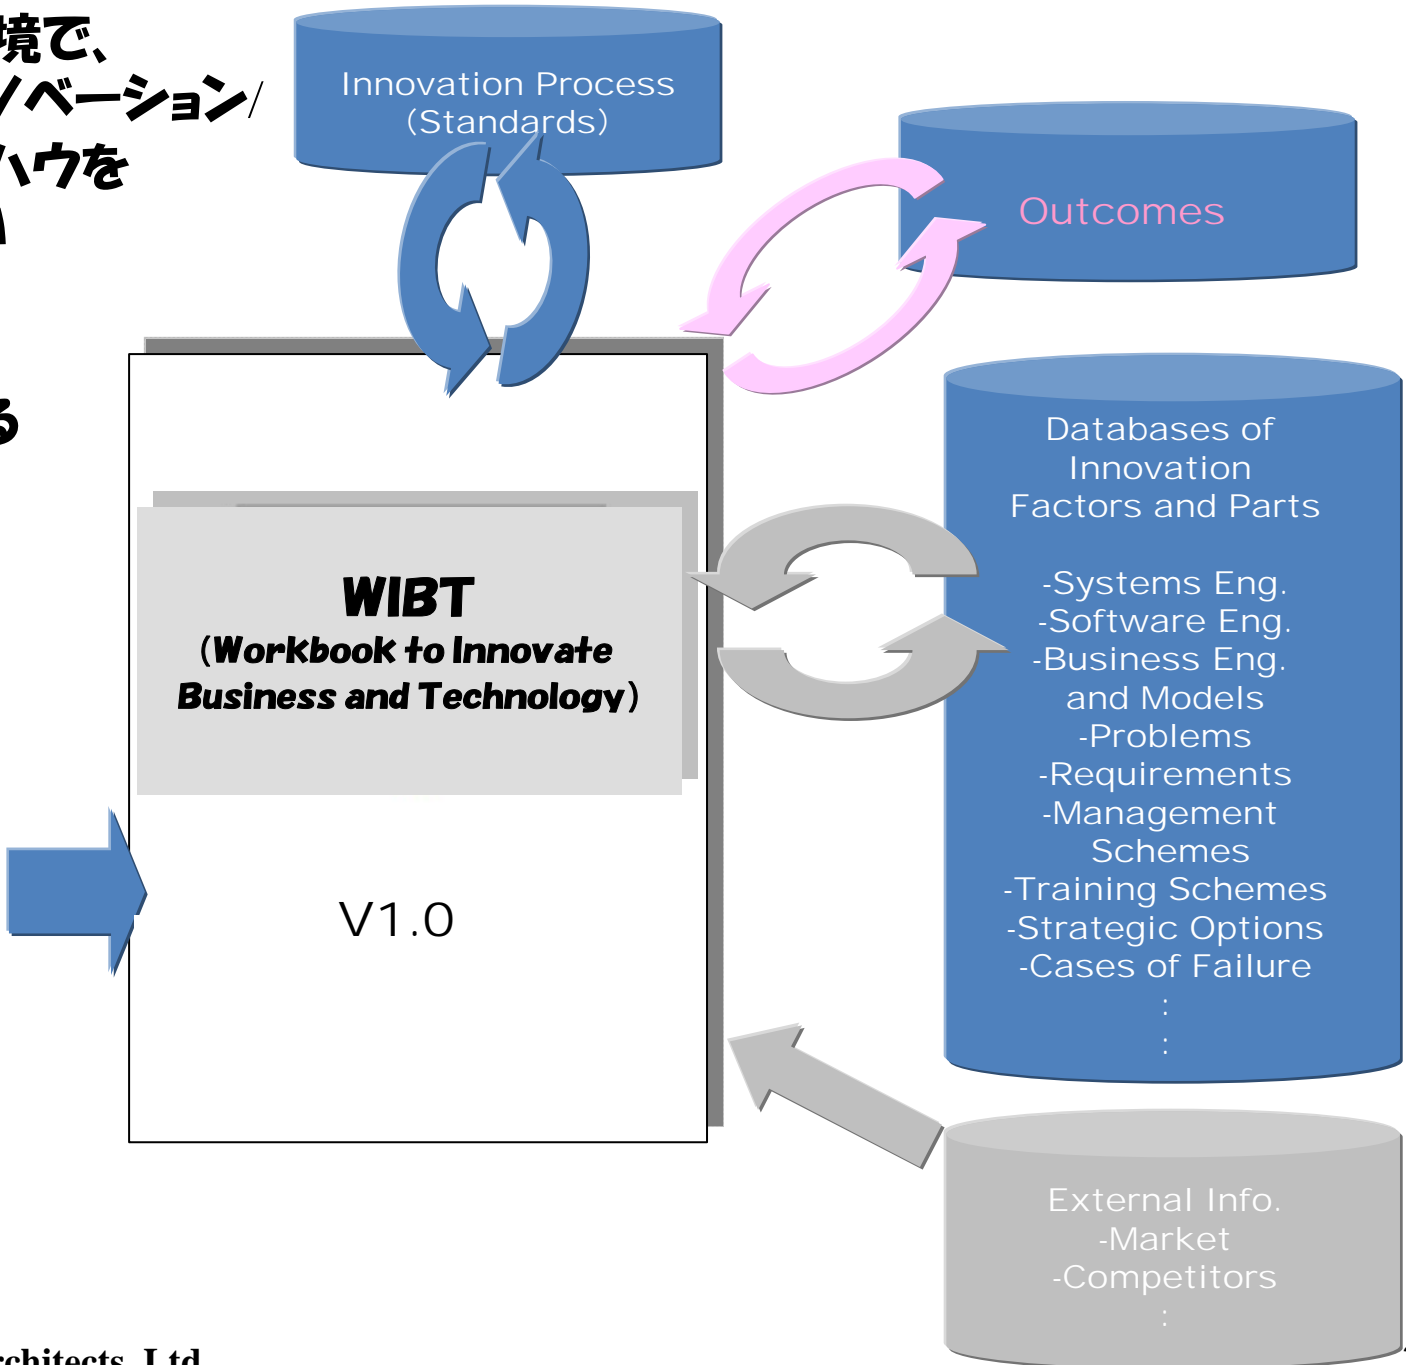 境で、
ノベーション/
ハウを
る
Innovation Process
(Standards)
Outcomes
WIBT
(Workbook to Innovate
Business and Technology)
V1.0
Databases of
Innovation
Factors and Parts
-Systems Eng.
-Software Eng.
-Business Eng.
and Models
-Problems
-Requirements
-Management
Schemes
-Training Schemes
-Strategic Options
-Cases of Failure
:
:
External Info.
-Market
-Competitors
:
rchitects, Ltd